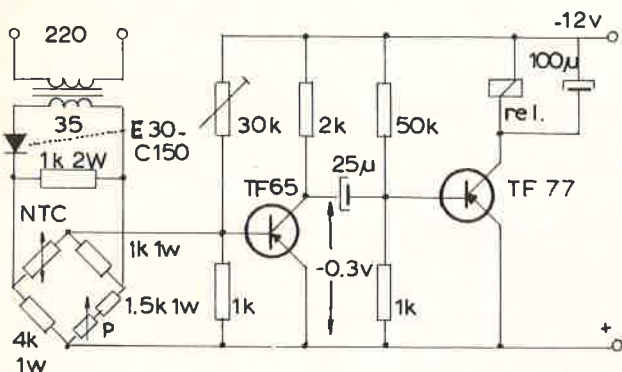 220
35
E30-
C150
1k 2W
NTC
1k 1w
1.5k 1w
P
4k
1w
30k
2k
50k
25µ
TF65
1k
-0.3v
1k
-12v
100µ
rel.
TF 77
+